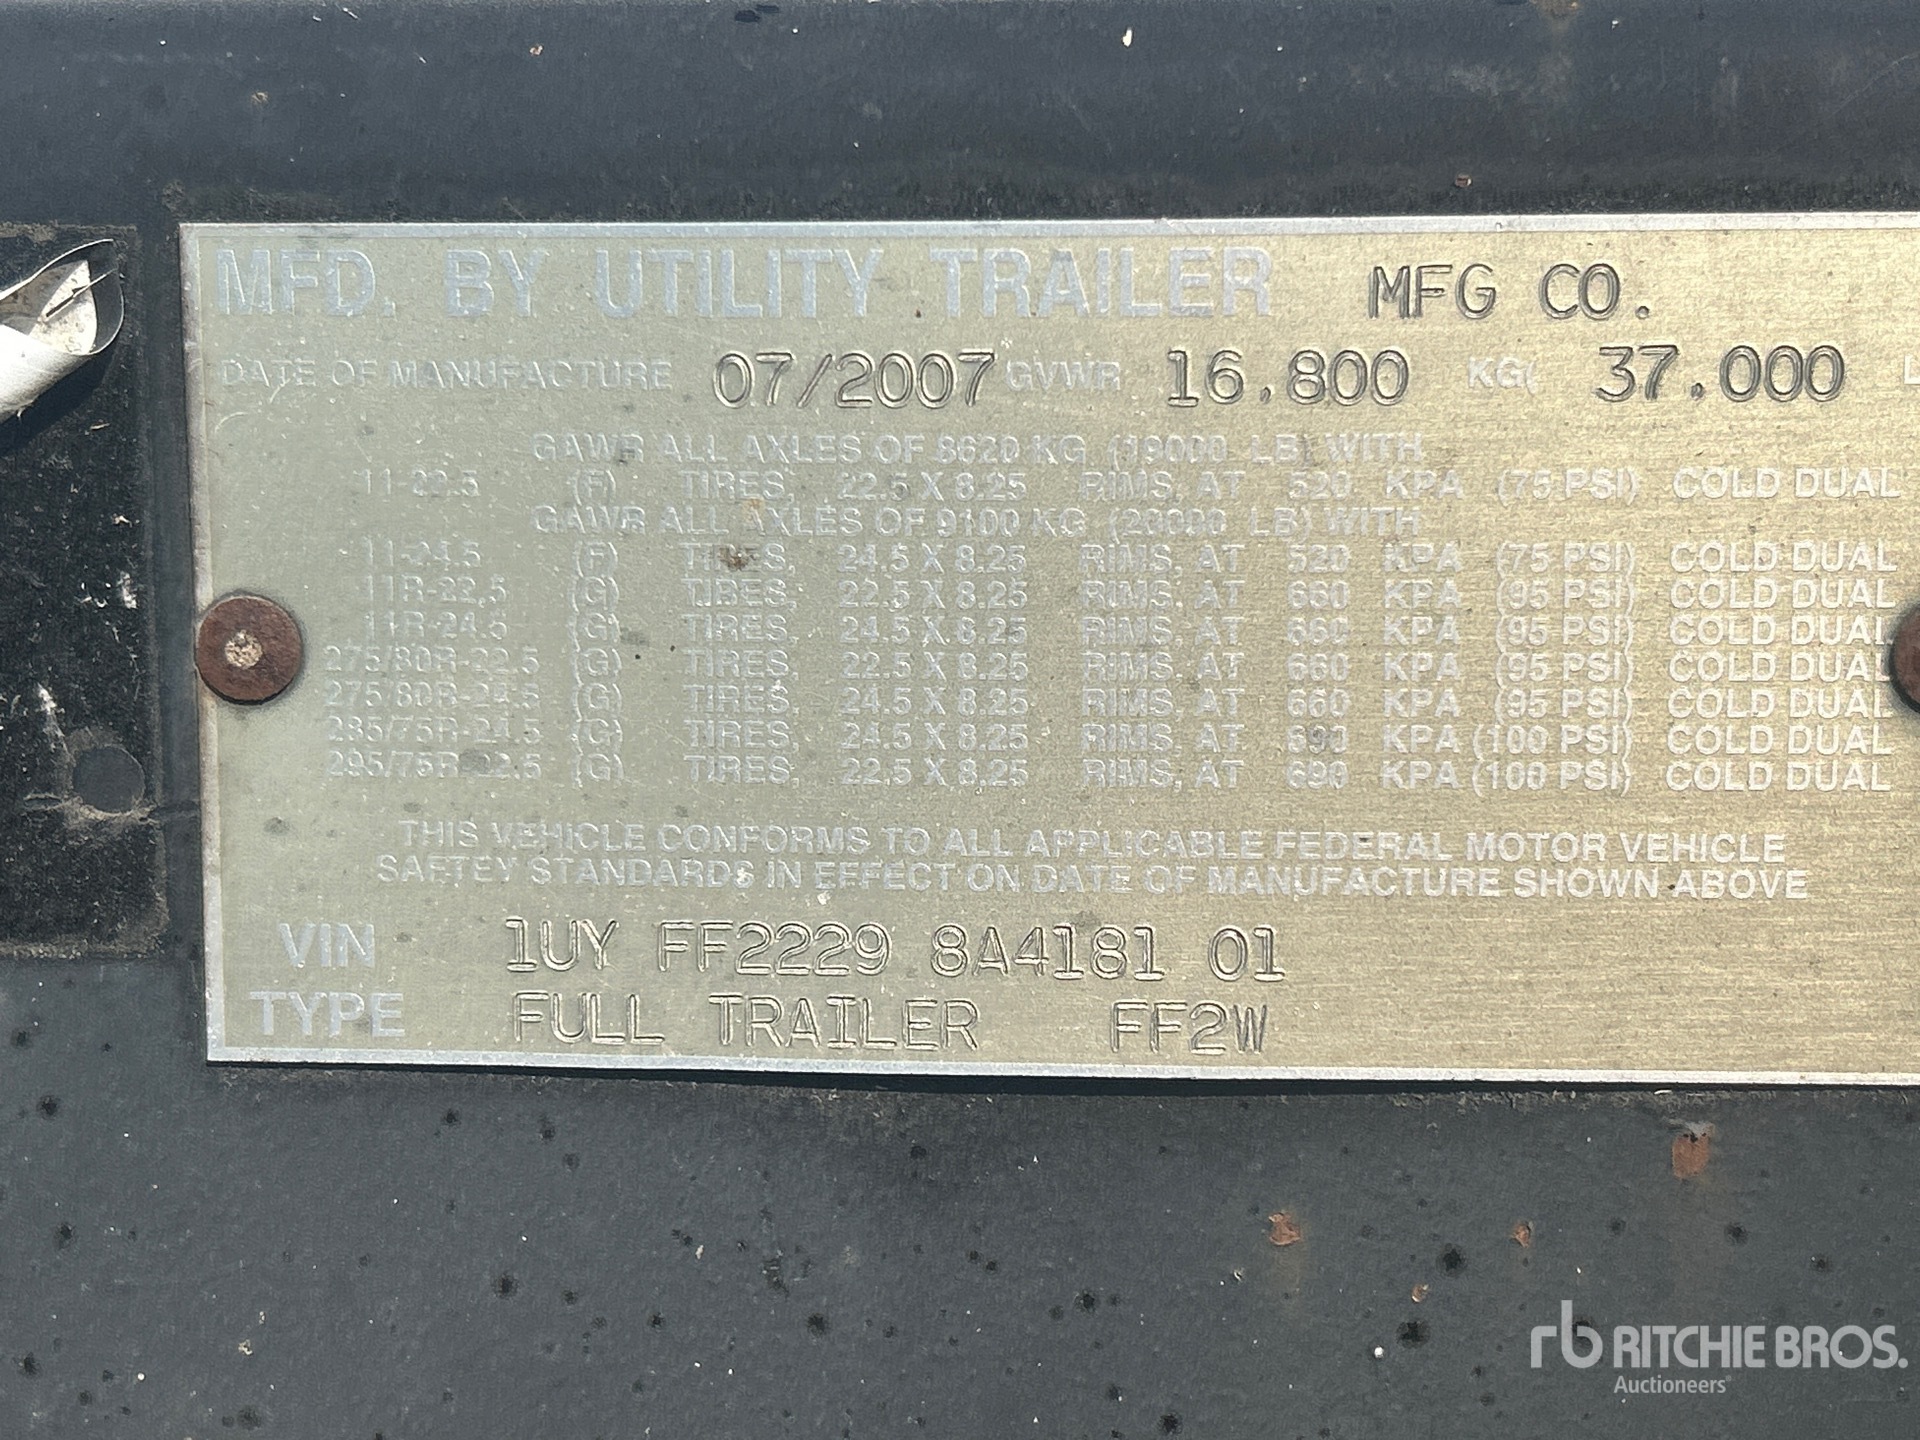 MFD. BY UTILITY TRAILER MFG CO.
DATE OF MANUFACTURE 07/2007 GVWR 16,800 KG( 37,000 L
GAWR ALL AXLES OF 8620 KG (19000 LB) WITH
11-22.5 (F) TIRES, 22.5 X 8.25 RIMS, AT 520 KPA (75 PSI) COLD DUAL
GAWR ALL AXLES OF 9100 KG (20000 LB) WITH
11-24.5 (F) TIRES, 24.5 X 8.25 RIMS, AT 520 KPA (75 PSI) COLD DUAL
11R-22.5 (G) TIRES, 22.5 X 8.25 RIMS, AT 660 KPA (95 PSI) COLD DUAL
11R-24.5 (G) TIRES, 24.5 X 8.25 RIMS, AT 660 KPA (95 PSI) COLD DUAL
275/80R-22.5 (G) TIRES, 22.5 X 8.25 RIMS, AT 660 KPA (95 PSI) COLD DUAL
275/80R-24.5 (G) TIRES, 24.5 X 8.25 RIMS, AT 660 KPA (95 PSI) COLD DUAL
285/75R-24.5 (G) TIRES, 24.5 X 8.25 RIMS, AT 690 KPA (100 PSI) COLD DUAL
295/75R-22.5 (G) TIRES, 22.5 X 8.25 RIMS, AT 690 KPA (100 PSI) COLD DUAL
THIS VEHICLE CONFORMS TO ALL APPLICABLE FEDERAL MOTOR VEHICLE
SAFTEY STANDARDS IN EFFECT ON DATE OF MANUFACTURE SHOWN ABOVE
VIN 1UY FF2229 8A4181 01
TYPE FULL TRAILER FF2W
rb RITCHIE BROS.
Auctioneers